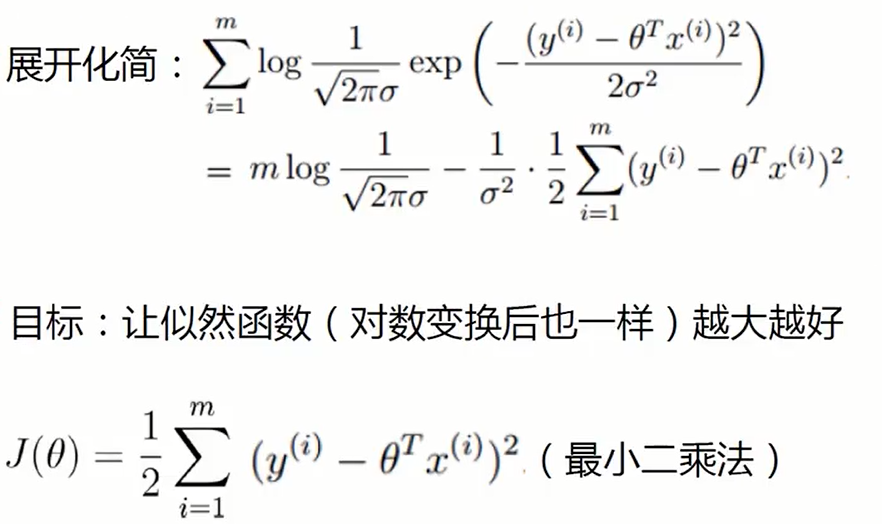 展开化简：$\sum_{i=1}^{m} \log \frac{1}{\sqrt{2\pi}\sigma} \exp\left(-\frac{(y^{(i)} - \theta^T x^{(i)})^2}{2\sigma^2}\right)$
$= m \log \frac{1}{\sqrt{2\pi}\sigma} - \frac{1}{\sigma^2} \cdot \frac{1}{2} \sum_{i=1}^{m} (y^{(i)} - \theta^T x^{(i)})^2.$
目标：让似然函数（对数变换后也一样）越大越好
$J(\theta) = \frac{1}{2} \sum_{i=1}^{m} (y^{(i)} - \theta^T x^{(i)})^2.$（最小二乘法）